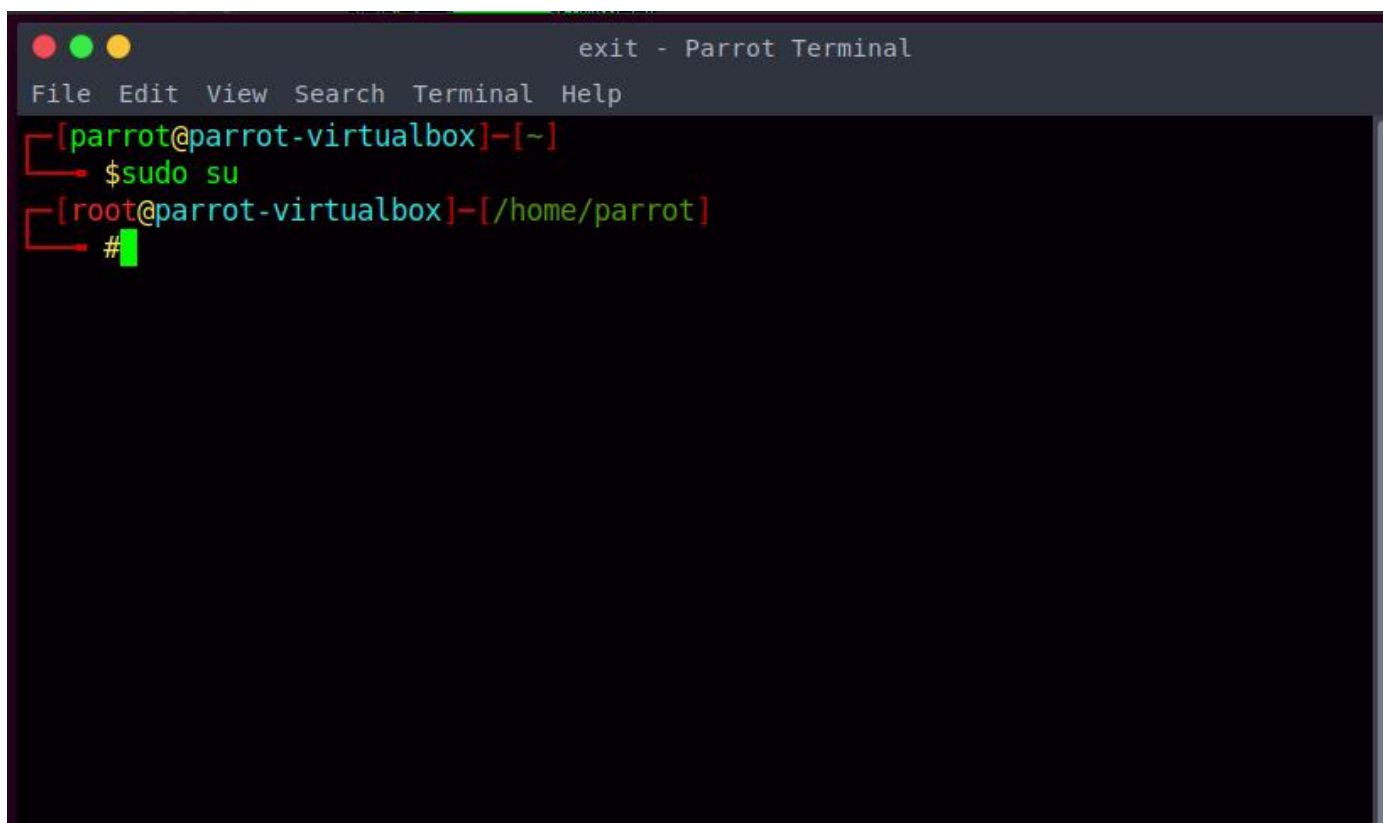 exit - Parrot Terminal
File Edit View Search Terminal Help
┌─[parrot@parrot-virtualbox]─[~]
└──╼ $sudo su
┌─[root@parrot-virtualbox]─[/home/parrot]
└──╼ #